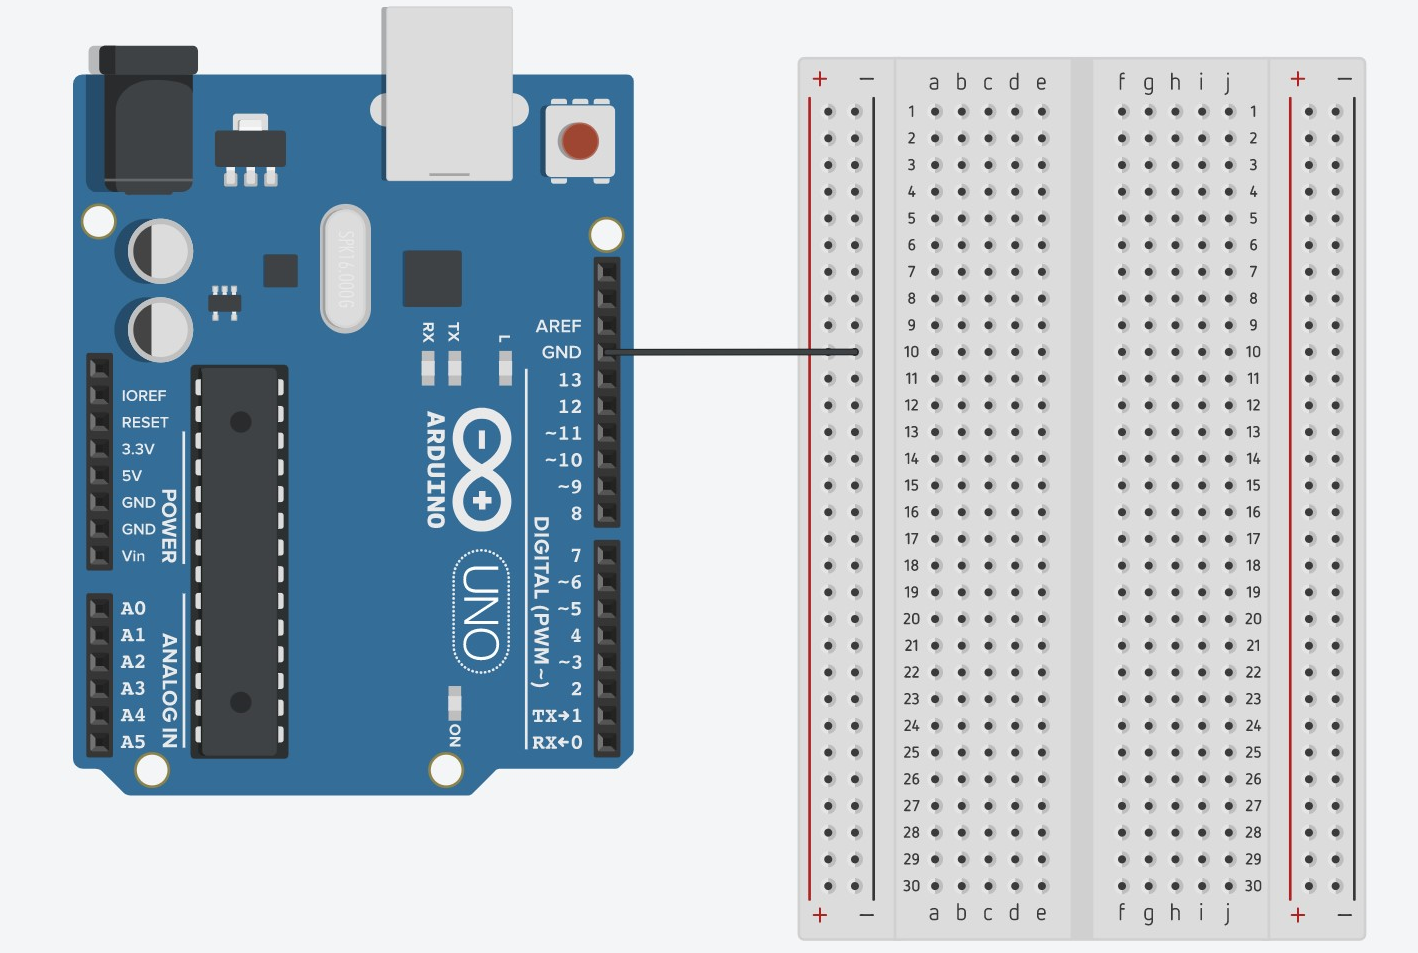 SPK16.000G
RX
TX
L
AREF
GND
13
12
~11
~10
~9
8
7
~6
~5
4
~3
2
TX→1
RX←0
DIGITAL (PWM ~)
ARDUINO
UNO
ON
IOREF
RESET
3.3V
5V
GND
GND
Vin
POWER
A0
A1
A2
A3
A4
A5
ANALOG IN
+ − a b c d e f g h i j + −
1 1
2 2
3 3
4 4
5 5
6 6
7 7
8 8
9 9
10 10
11 11
12 12
13 13
14 14
15 15
16 16
17 17
18 18
19 19
20 20
21 21
22 22
23 23
24 24
25 25
26 26
27 27
28 28
29 29
30 30
+ − a b c d e f g h i j + −